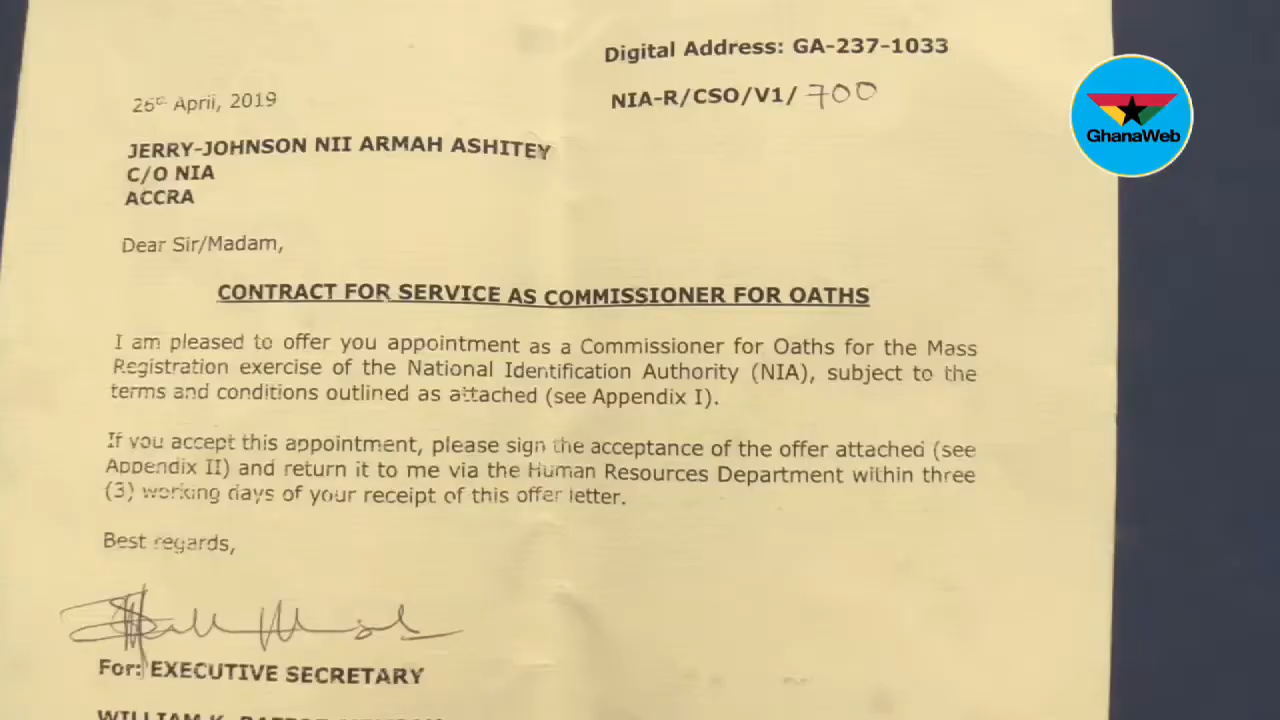 Digital Address: GA-237-1033
26th April, 2019
NIA-R/CSO/V1/ 700
GhanaWeb
JERRY-JOHNSON NII ARMAH ASHITEY
C/O NIA
ACCRA
Dear Sir/Madam,
CONTRACT FOR SERVICE AS COMMISSIONER FOR OATHS
I am pleased to offer you appointment as a Commissioner for Oaths for the Mass
Registration exercise of the National Identification Authority (NIA), subject to the
terms and conditions outlined as attached (see Appendix I).
If you accept this appointment, please sign the acceptance of the offer attached (see
Appendix II) and return it to me via the Human Resources Department within three
(3) working days of your receipt of this offer letter.
Best regards,
For: EXECUTIVE SECRETARY
WILLIAM K.